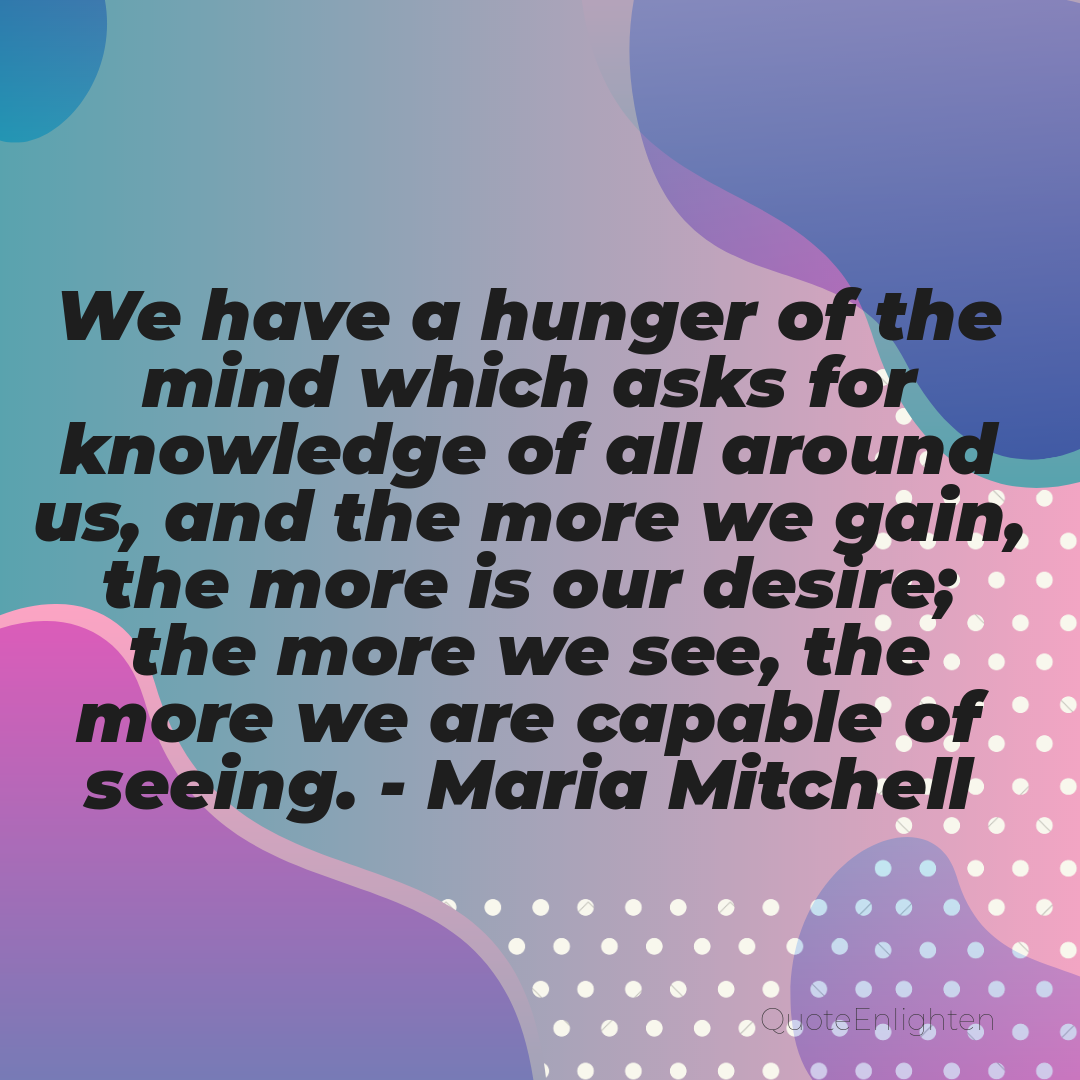 We have a hunger of the
mind which asks for
knowledge of all around
us, and the more we gain,
the more is our desire;
the more we see, the
more we are capable of
seeing. - Maria Mitchell
QuoteEnlighten